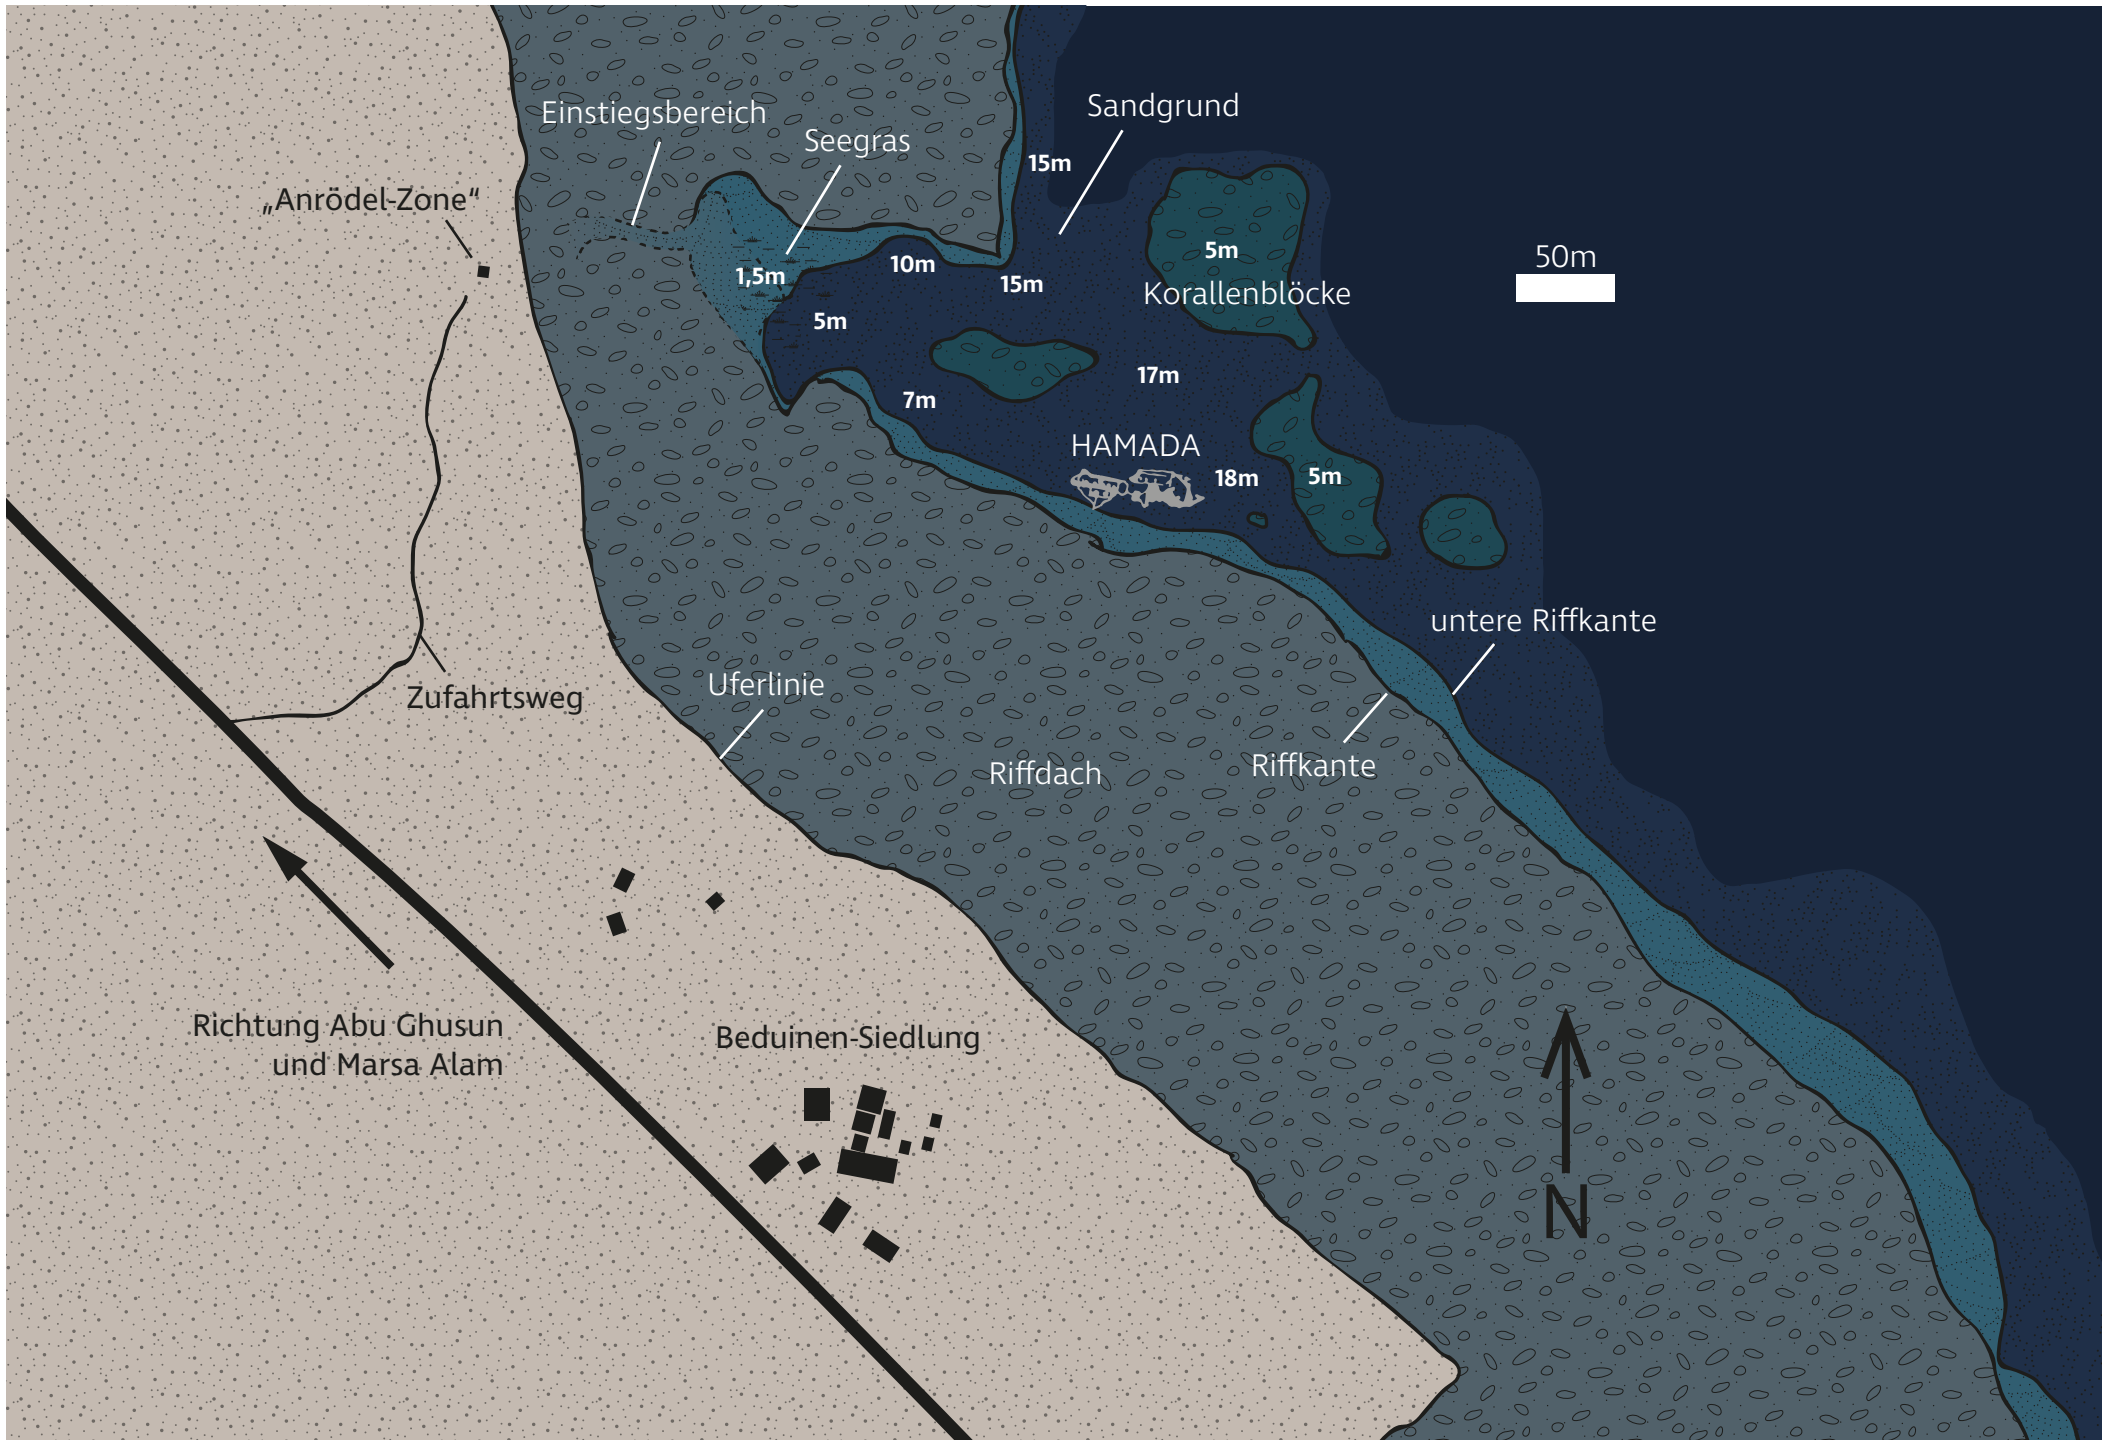 Sandgrund
Einstiegsbereich
Seegras
15m
„Anrödel-Zone“
5m
50m
10m
1,5m
15m
Korallenblöcke
5m
17m
7m
HAMADA
18m
5m
untere Riffkante
Uferlinie
Zufahrtsweg
Riffdach
Riffkante
Richtung Abu Ghusun
und Marsa Alam
Beduinen-Siedlung
N